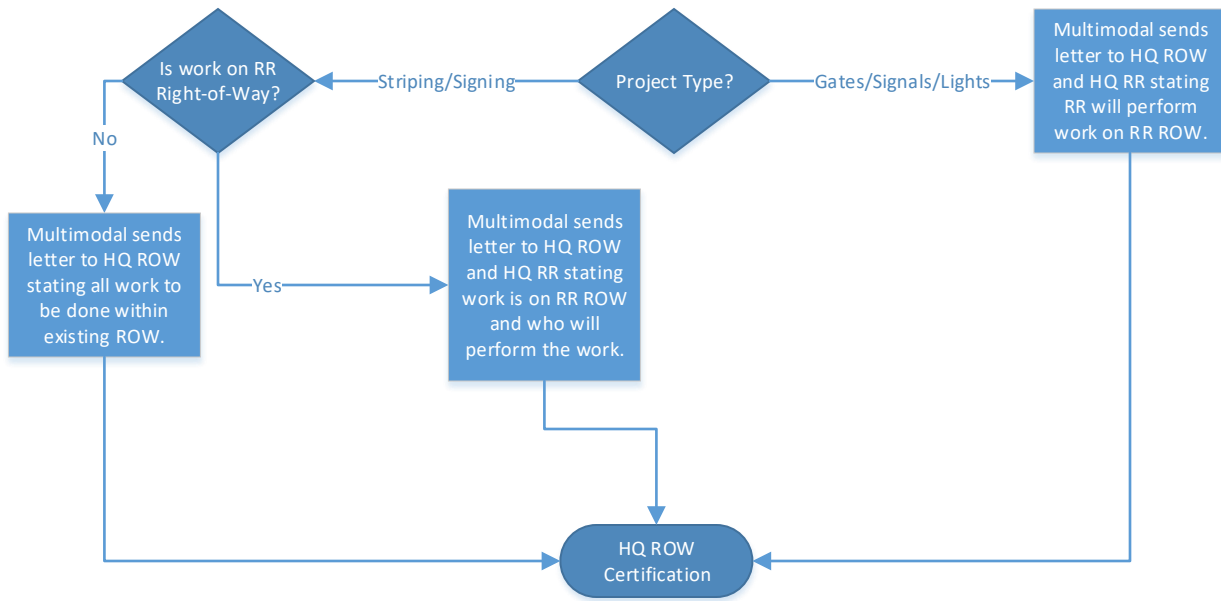 Is work on RR
Right-of-Way?
Striping/Signing
Project Type?
Gates/Signals/Lights
Multimodal sends
letter to HQ ROW
and HQ RR stating
RR will perform
work on RR ROW.
No
Multimodal sends
letter to HQ ROW
stating all work to
be done within
existing ROW.
Yes
Multimodal sends
letter to HQ ROW
and HQ RR stating
work is on RR ROW
and who will
perform the work.
HQ ROW
Certification